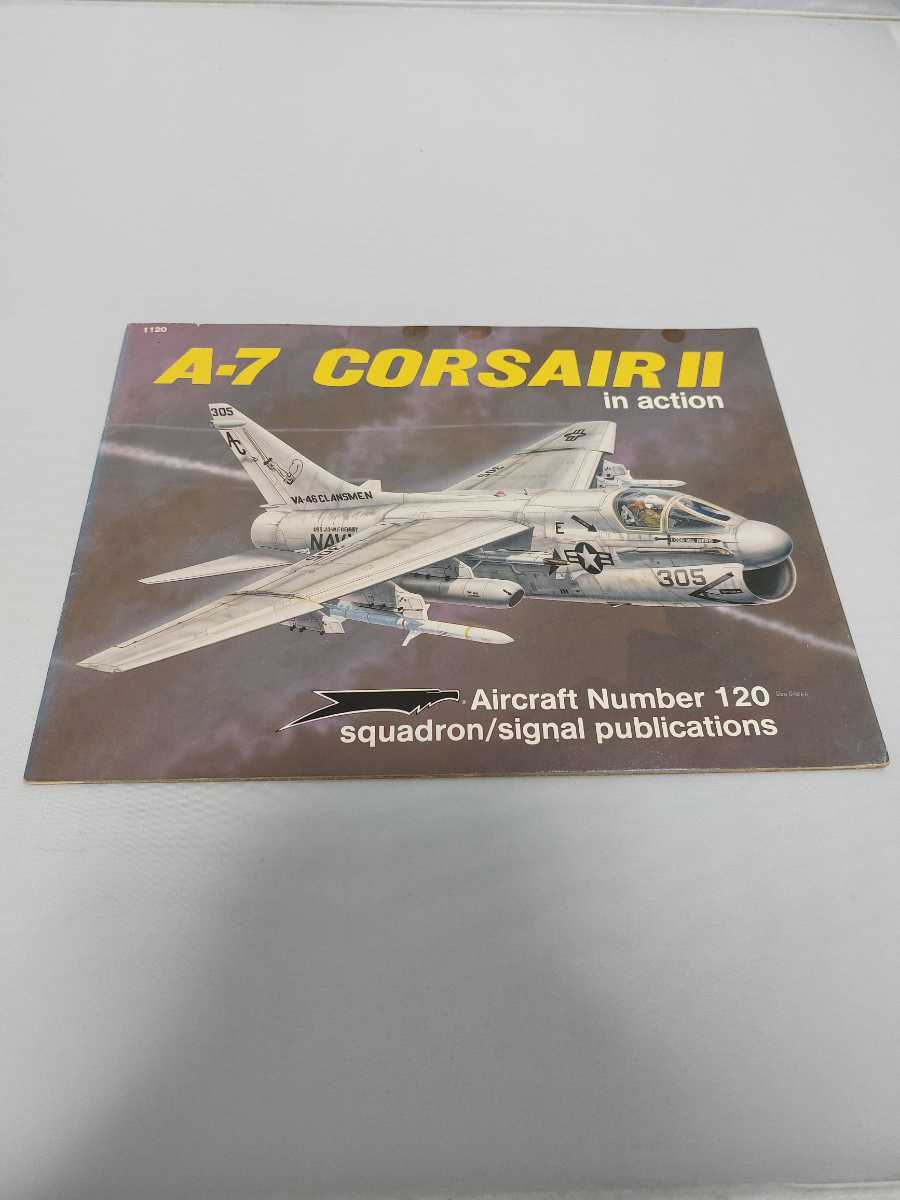 1120
A-7 CORSAIR II
in action
305
AC
VA-46 CLANSMEN
NAVY
E
305
Aircraft Number 120
squadron/signal publications